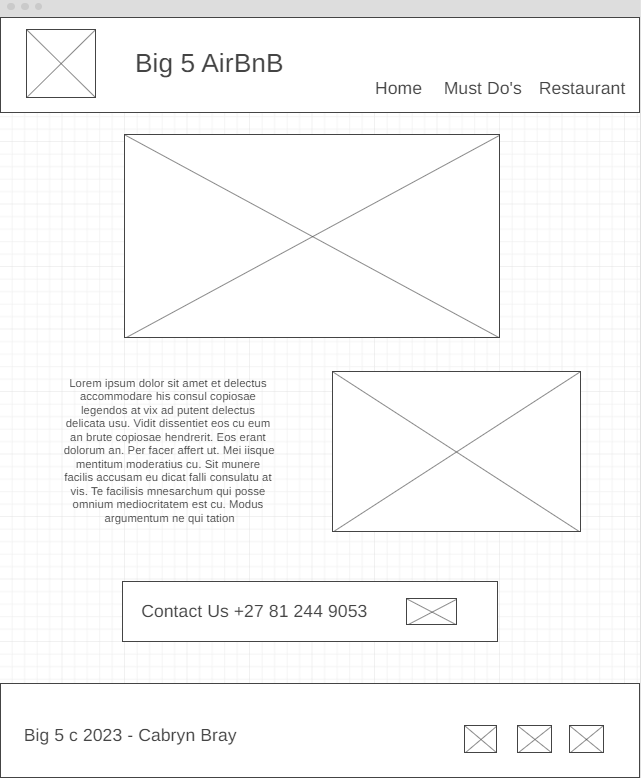 Big 5 AirBnB
Home Must Do's Restaurant
Lorem ipsum dolor sit amet et delectus
accommodare his consul copiosae
legendos at vix ad putent delectus
delicata usu. Vidit dissentiet eos cu eum
an brute copiosae hendrerit. Eos erant
dolorum an. Per facer affert ut. Mei iisque
mentitum moderatius cu. Sit munere
facilis accusam eu dicat falli consulatu at
vis. Te facilisis mnesarchum qui posse
omnium mediocritatem est cu. Modus
argumentum ne qui tation
Contact Us +27 81 244 9053
Big 5 c 2023 - Cabryn Bray